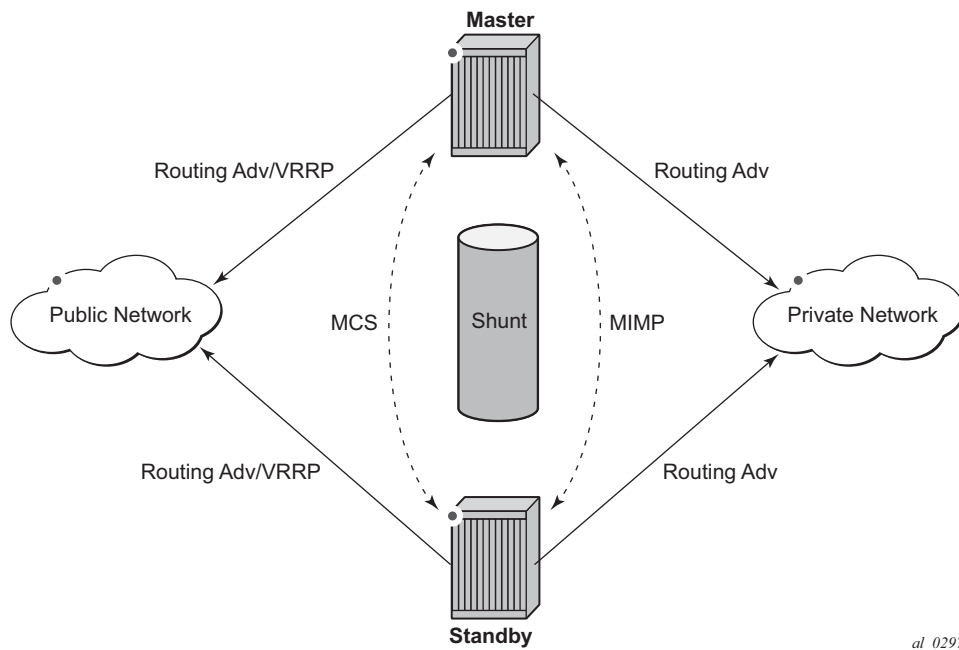 Master
Routing Adv/VRRP
Routing Adv
Public Network
MCS
Shunt
MIMP
Private Network
Routing Adv/VRRP
Routing Adv
Standby